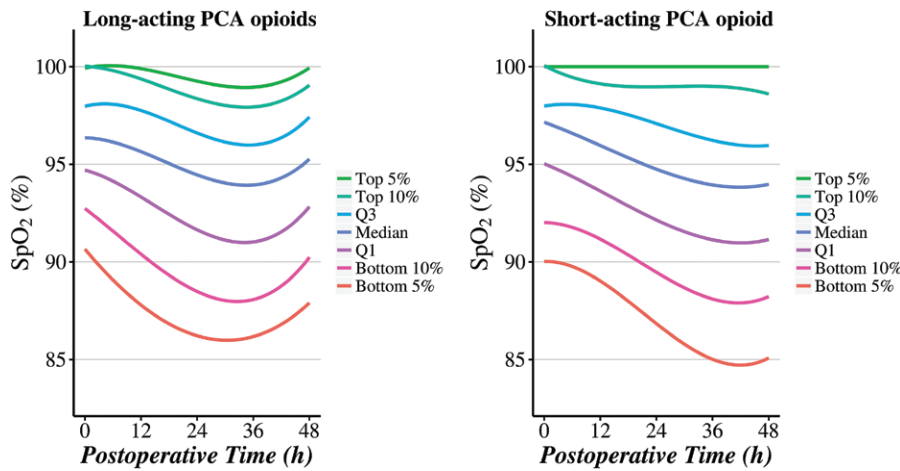 Long-acting PCA opioids
100
95
90
85
SpO₂ (%)
0 12 24 36 48
Postoperative Time (h)
Top 5%
Top 10%
Q3
Median
Q1
Bottom 10%
Bottom 5%
Short-acting PCA opioid
100
95
90
85
SpO₂ (%)
0 12 24 36 48
Postoperative Time (h)
Top 5%
Top 10%
Q3
Median
Q1
Bottom 10%
Bottom 5%